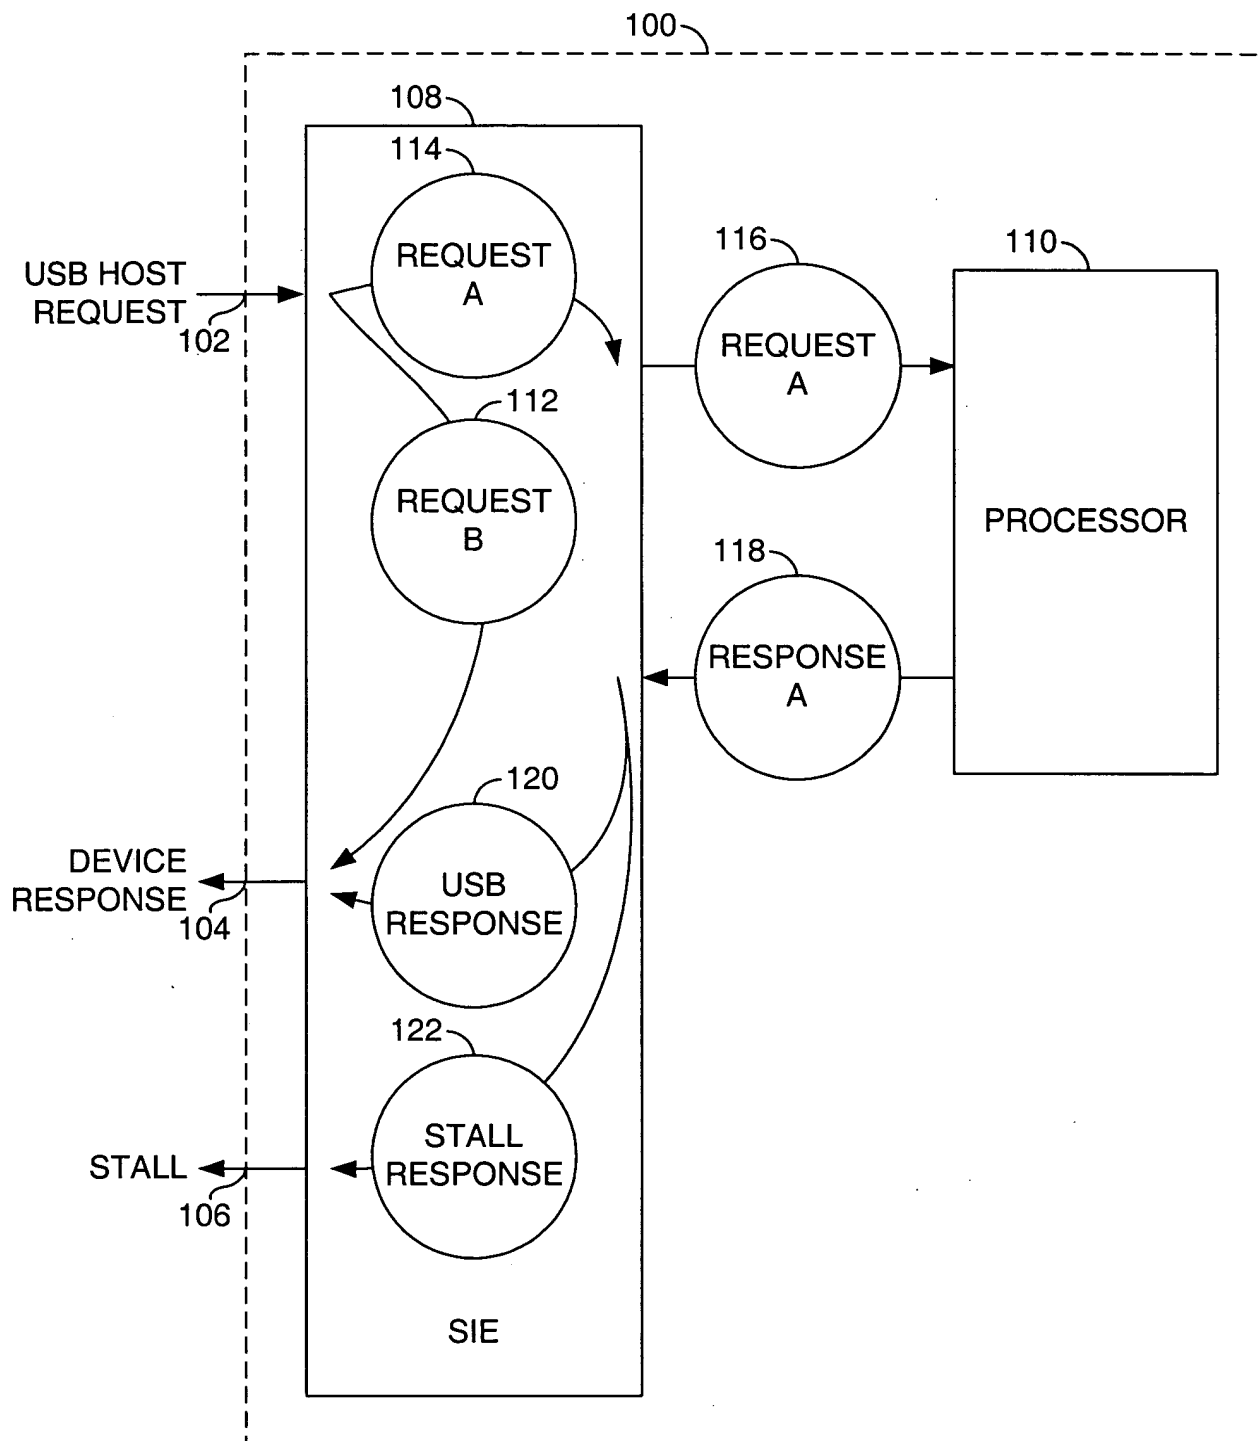 100
108
114
REQUEST
A
116
110
USB HOST
REQUEST
102
REQUEST
A
112
REQUEST
B
PROCESSOR
118
RESPONSE
A
120
DEVICE
RESPONSE
104
USB
RESPONSE
122
STALL
RESPONSE
STALL
106
SIE